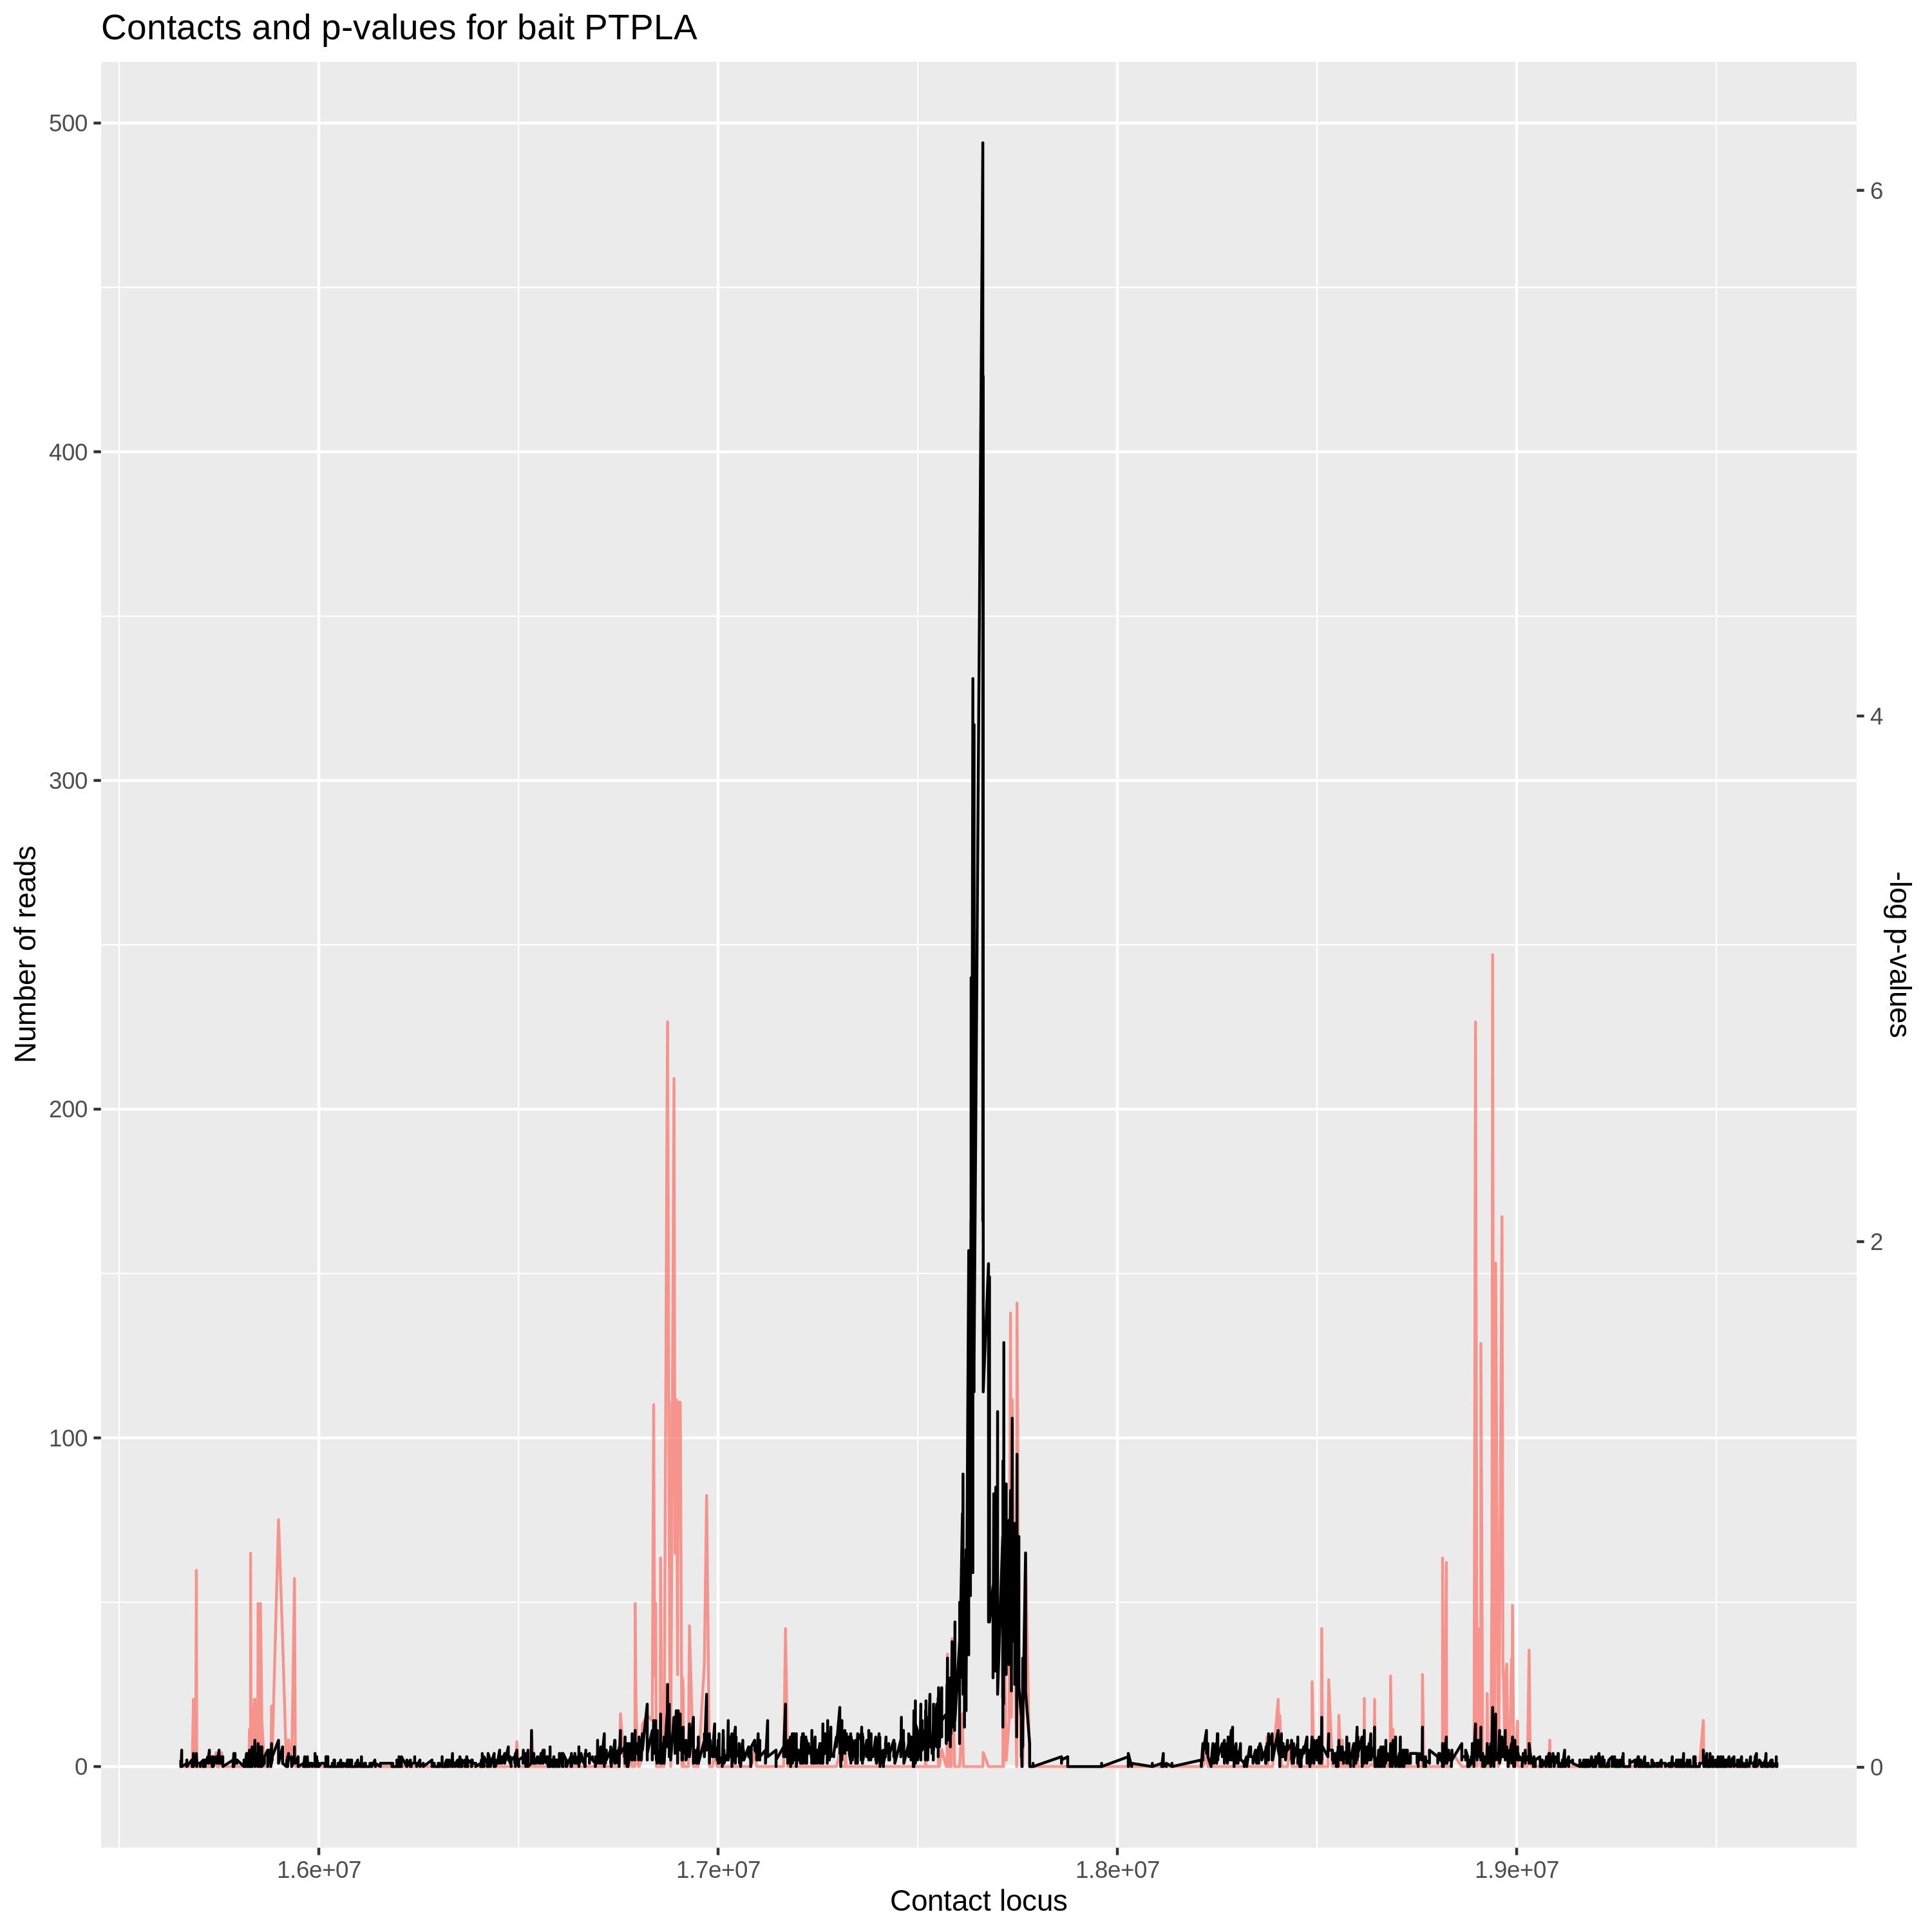 Contacts and p-values for bait PTPLA
Number of reads
500
400
300
200
100
0
6
4
2
0
-log p-values
1.6e+07 1.7e+07 1.8e+07 1.9e+07
Contact locus